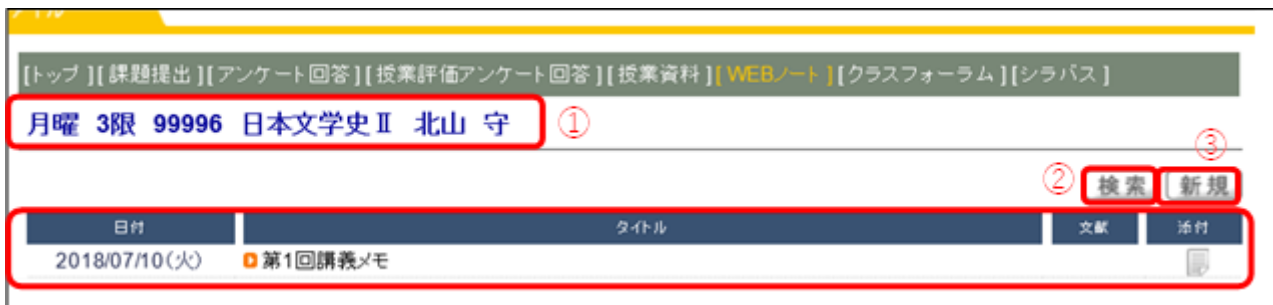 [トップ][課題提出][アンケート回答][授業評価アンケート回答][授業資料][WEBノート][クラスフォーラム][シラバス]
月曜 3限 99996 日本文学史Ⅱ 北山 守 ①
③
② 検索 新規
日付 タイトル 文献 添付
2018/07/10(火) 第1回講義メモ